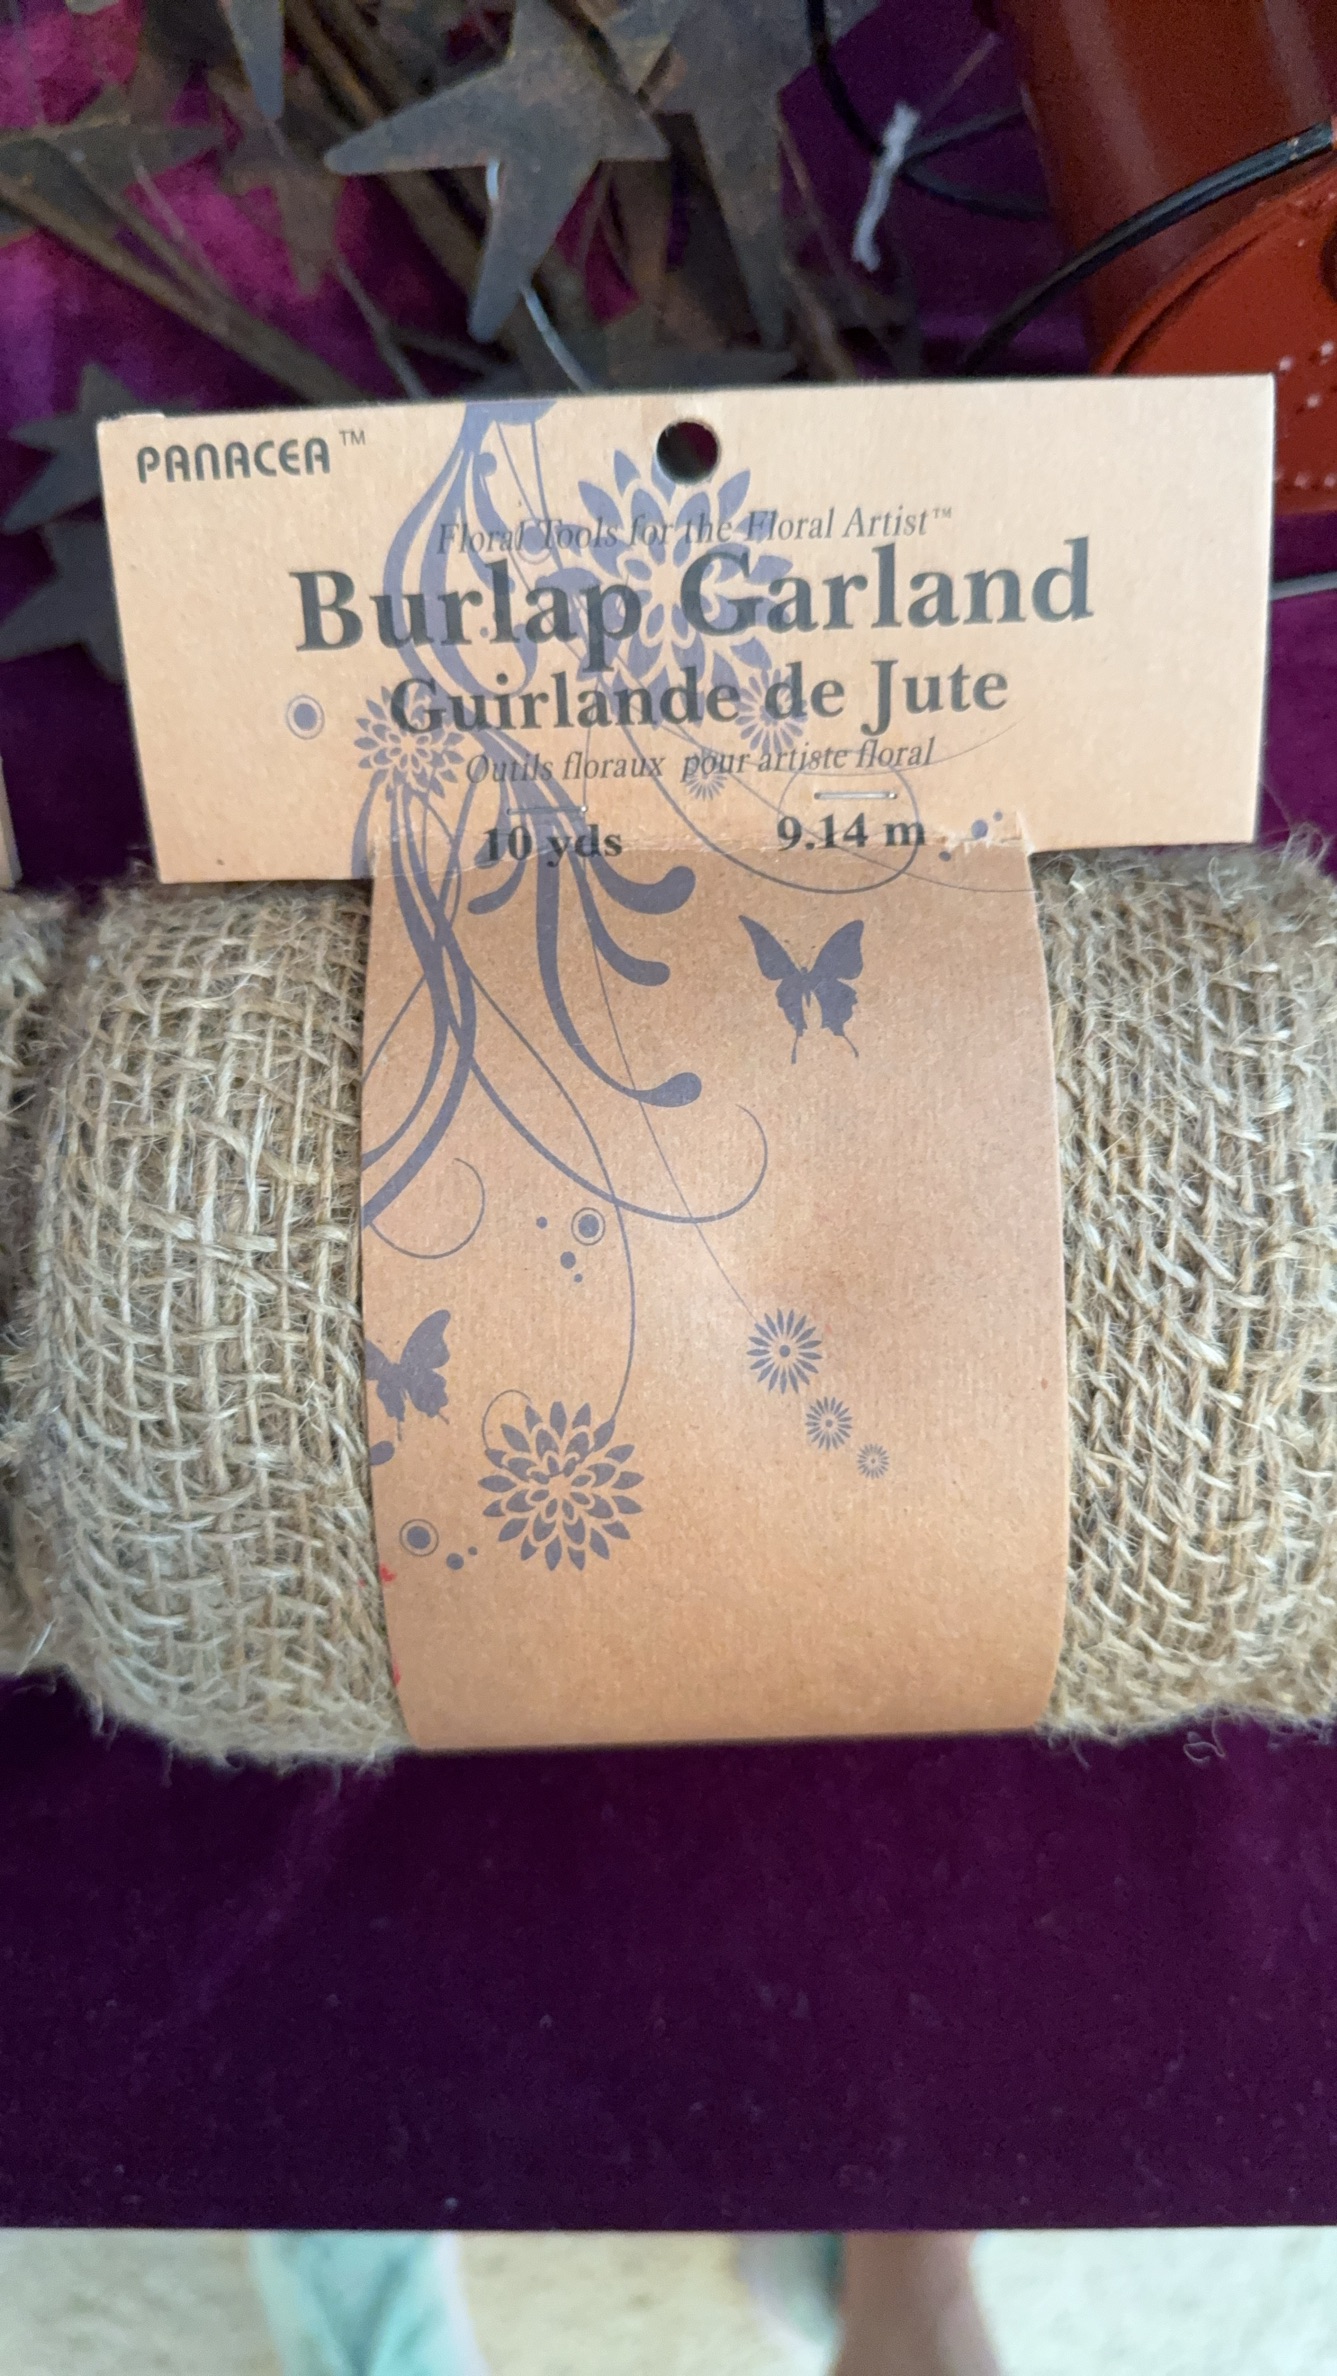 PANACEA™
Floral Tools for the Floral Artist™
Burlap Garland
Guirlande de Jute
Outils floraux pour artiste floral
10 yds 9.14 m